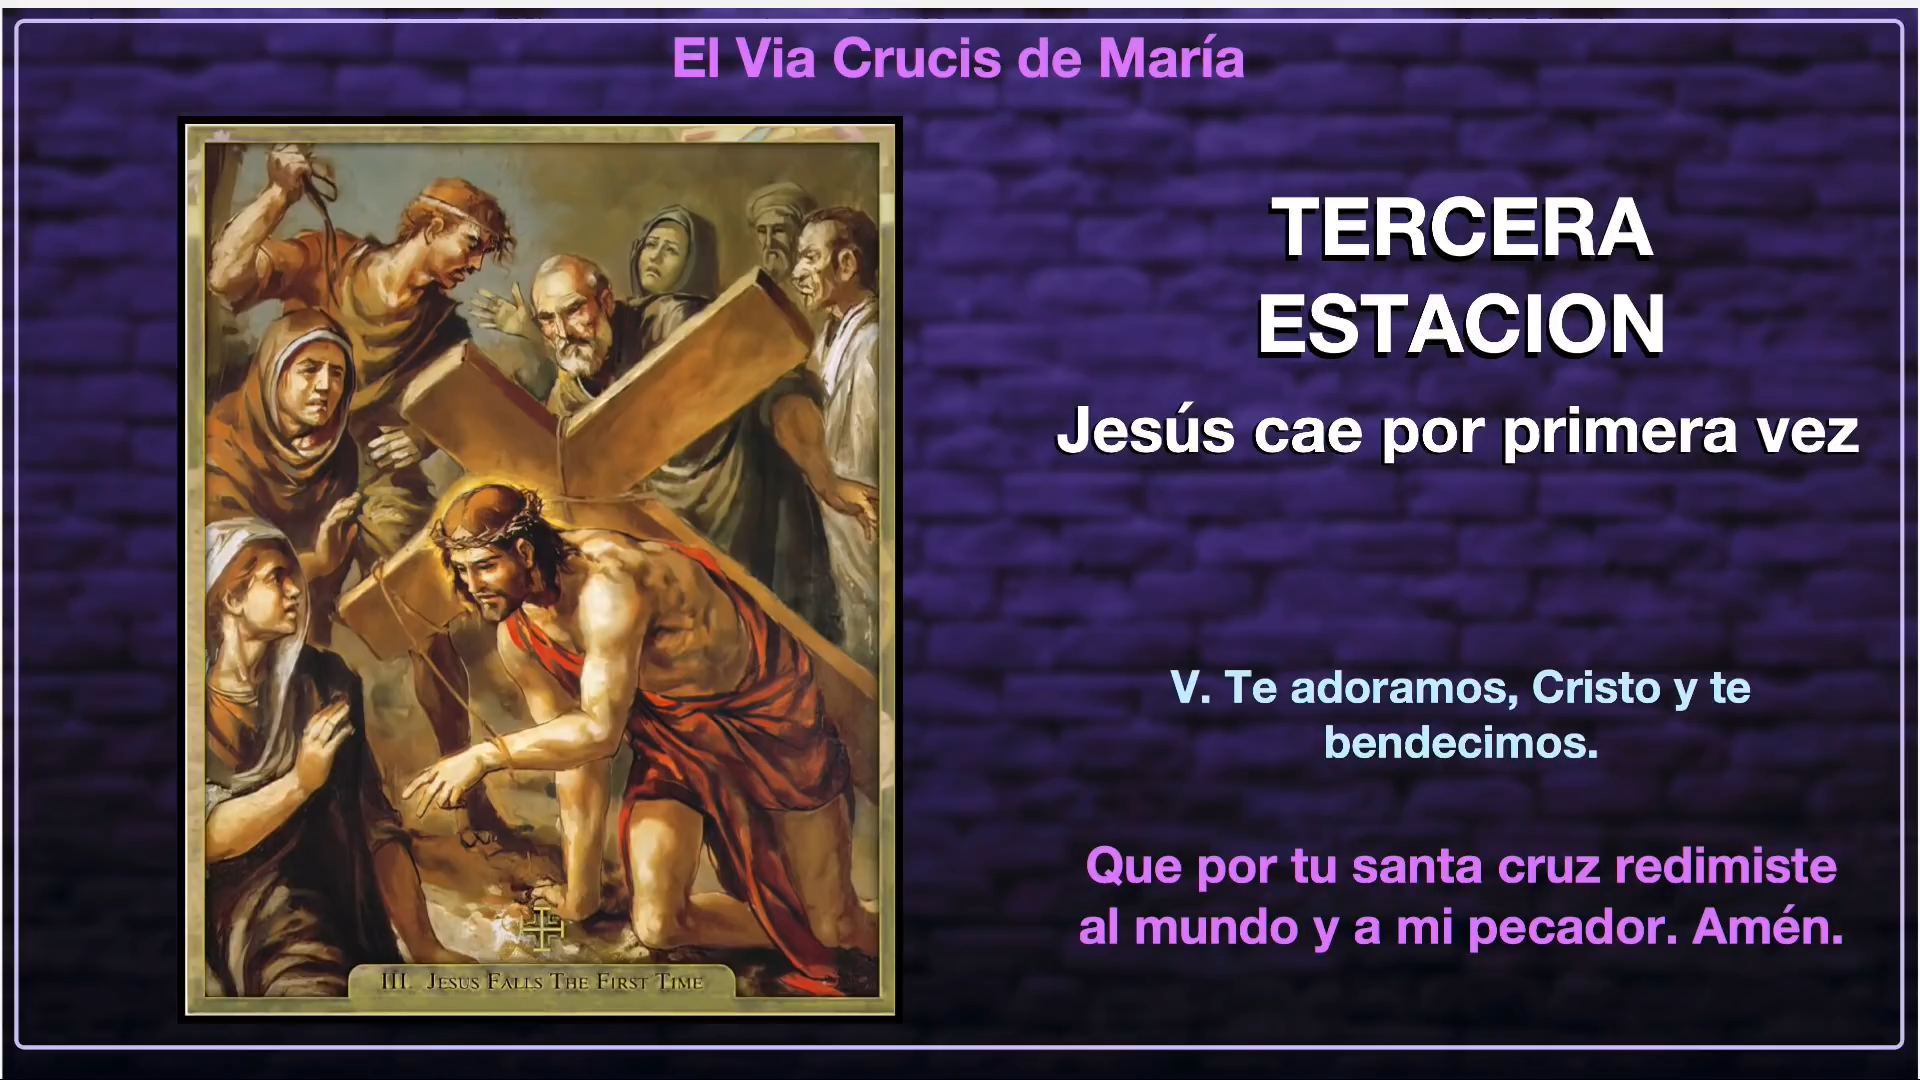 El Via Crucis de María
TERCERA
ESTACION
Jesús cae por primera vez
V. Te adoramos, Cristo y te
bendecimos.
Que por tu santa cruz redimiste
al mundo y a mi pecador. Amén.
III. Jesus Falls The First Time